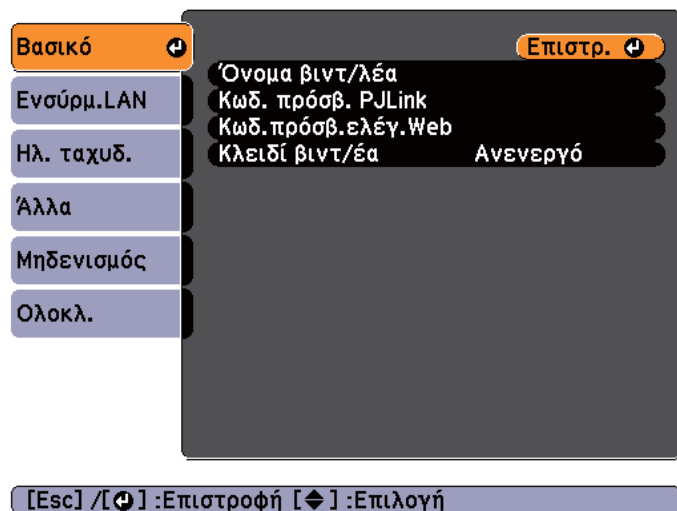 Βασικό
Ενσύρμ.LAN
Ηλ. ταχυδ.
Άλλα
Μηδενισμός
Ολοκλ.
Επιστρ.
Όνομα βιντ/λέα
Κωδ. πρόσβ. PJLink
Κωδ.πρόσβ.ελέγ.Web
Κλειδί βιντ/έα Ανενεργό
[Esc] /[⏎] :Επιστροφή [◆] :Επιλογή